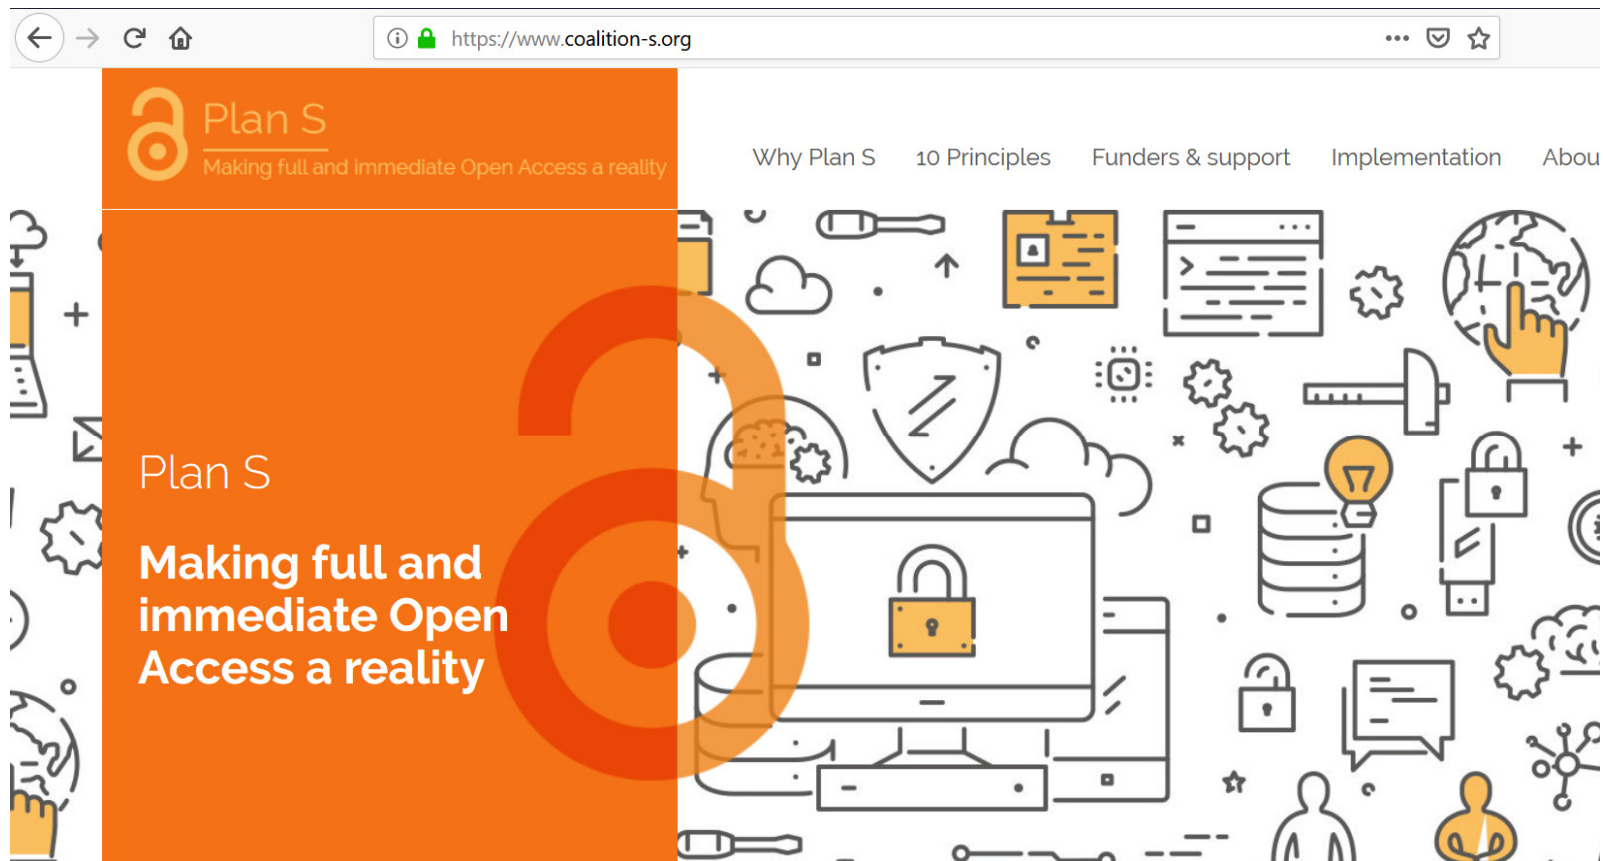 https://www.coalition-s.org
Plan S
Making full and immediate Open Access a reality
Why Plan S 10 Principles Funders & support Implementation Abou
Plan S
Making full and
immediate Open
Access a reality